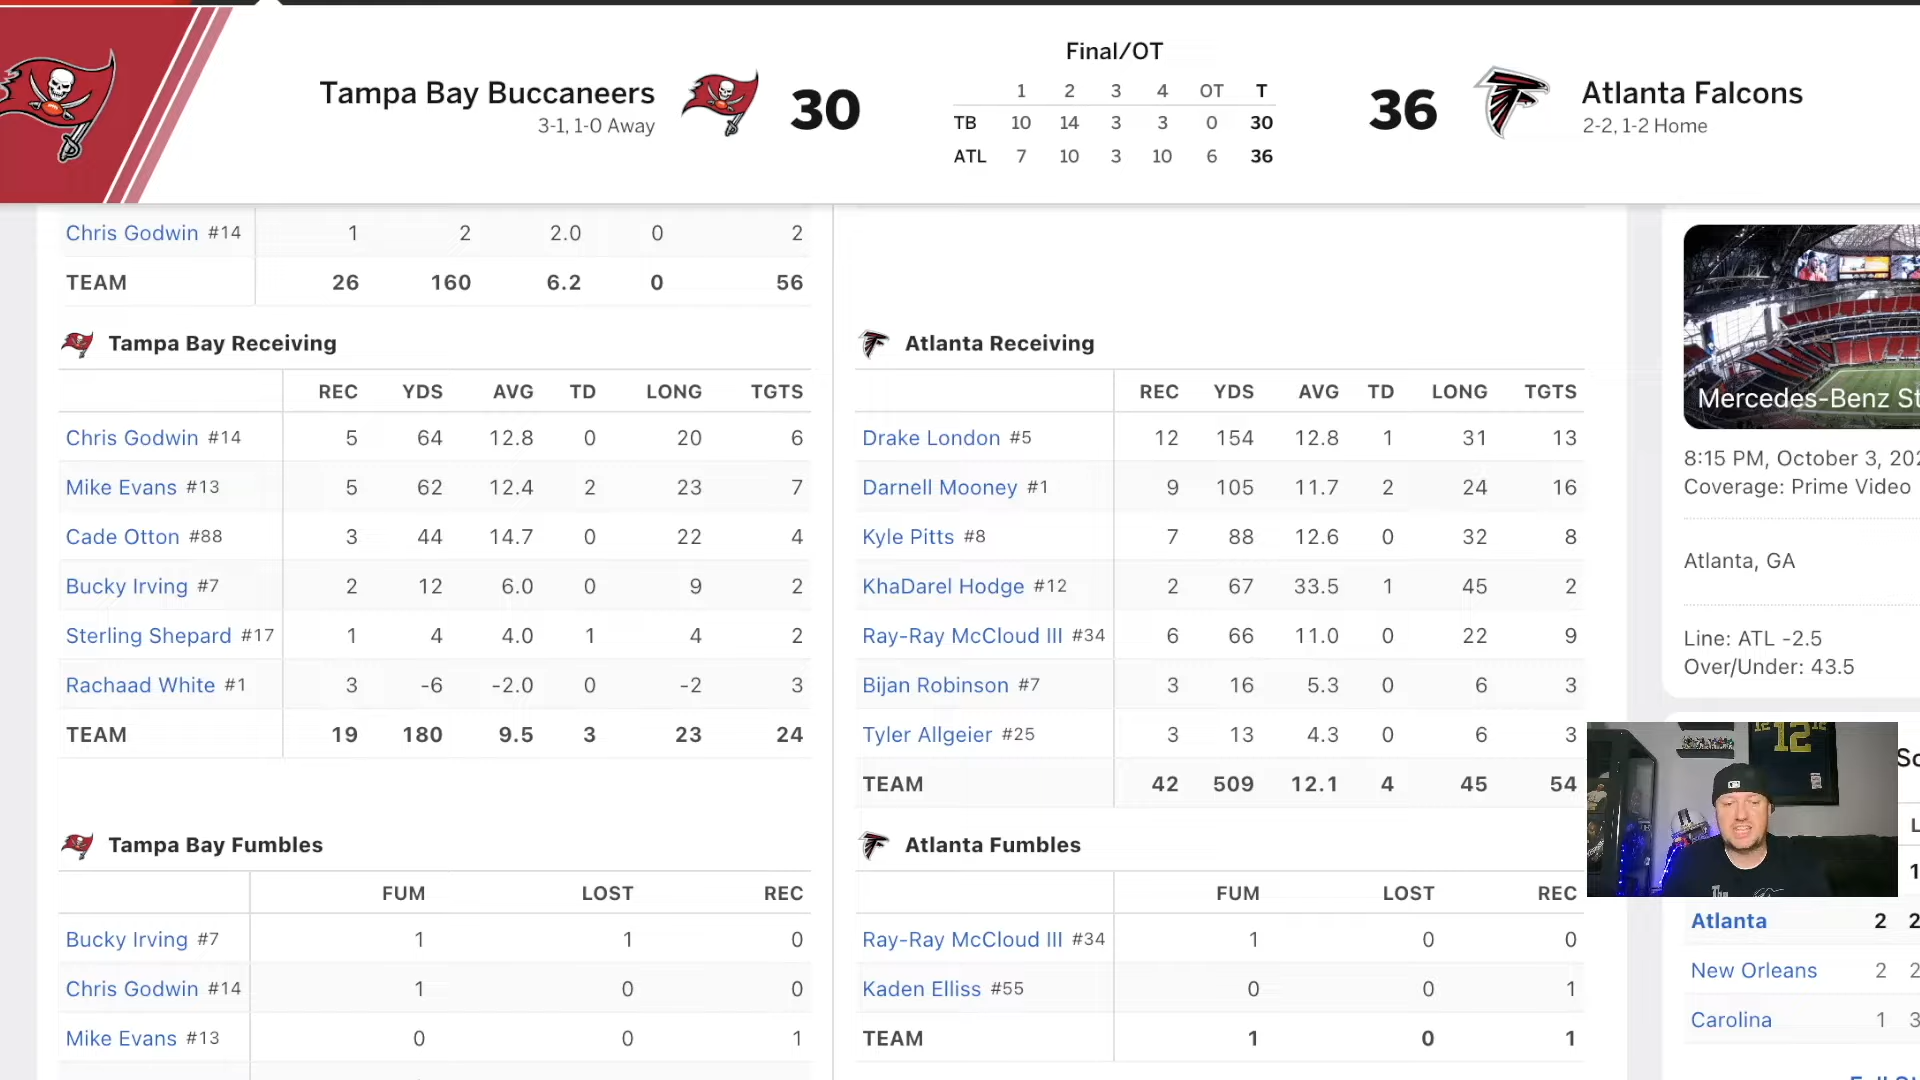 Final/OT
Tampa Bay Buccaneers
3-1, 1-0 Away
30
1 2 3 4 OT T
TB 10 14 3 3 0 30
ATL 7 10 3 10 6 36
36
Atlanta Falcons
2-2, 1-2 Home
Chris Godwin #14 1 2 2.0 0 2
TEAM 26 160 6.2 0 56
Tampa Bay Receiving
REC YDS AVG TD LONG TGTS
Chris Godwin #14 5 64 12.8 0 20 6
Mike Evans #13 5 62 12.4 2 23 7
Cade Otton #88 3 44 14.7 0 22 4
Bucky Irving #7 2 12 6.0 0 9 2
Sterling Shepard #17 1 4 4.0 1 4 2
Rachaad White #1 3 -6 -2.0 0 -2 3
TEAM 19 180 9.5 3 23 24
Atlanta Receiving
REC YDS AVG TD LONG TGTS
Drake London #5 12 154 12.8 1 31 13
Darnell Mooney #1 9 105 11.7 2 24 16
Kyle Pitts #8 7 88 12.6 0 32 8
KhaDarel Hodge #12 2 67 33.5 1 45 2
Ray-Ray McCloud III #34 6 66 11.0 0 22 9
Bijan Robinson #7 3 16 5.3 0 6 3
Tyler Allgeier #25 3 13 4.3 0 6 3
TEAM 42 509 12.1 4 45 54
Tampa Bay Fumbles
FUM LOST REC
Bucky Irving #7 1 1 0
Chris Godwin #14 1 0 0
Mike Evans #13 0 0 1
Atlanta Fumbles
FUM LOST REC
Ray-Ray McCloud III #34 1 0 0
Kaden Elliss #55 0 0 1
TEAM 1 0 1
Mercedes-Benz St
8:15 PM, October 3, 202
Coverage: Prime Video
Atlanta, GA
Line: ATL -2.5
Over/Under: 43.5
12
Atlanta 2 2
New Orleans 2 2
Carolina 1 3